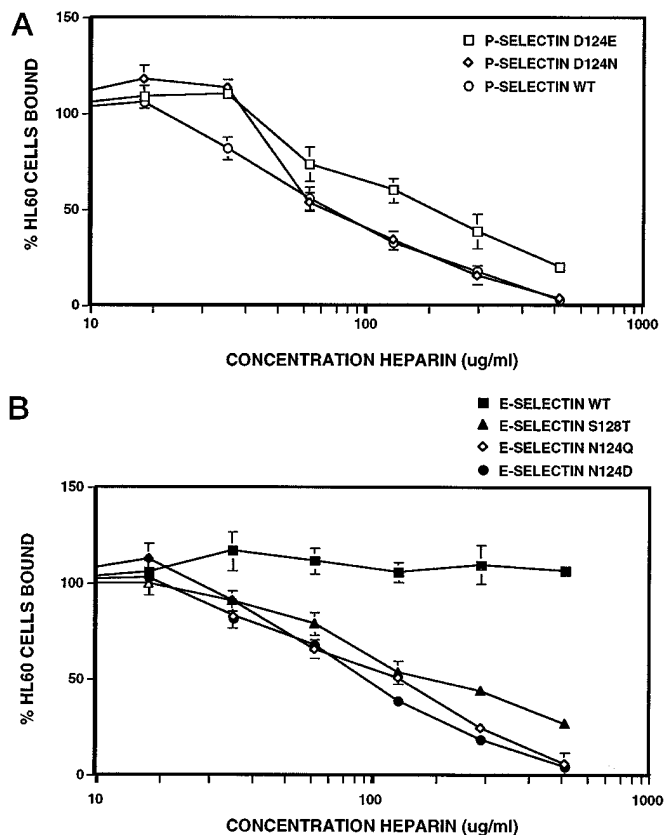 A
150
100
50
0
% HL60 CELLS BOUND
P-SELECTIN D124E
P-SELECTIN D124N
P-SELECTIN WT
10
100
1000
CONCENTRATION HEPARIN (ug/ml)
B
E-SELECTIN WT
E-SELECTIN S128T
E-SELECTIN N124Q
E-SELECTIN N124D
150
100
50
0
% HL60 CELLS BOUND
10
100
1000
CONCENTRATION HEPARIN (ug/ml)